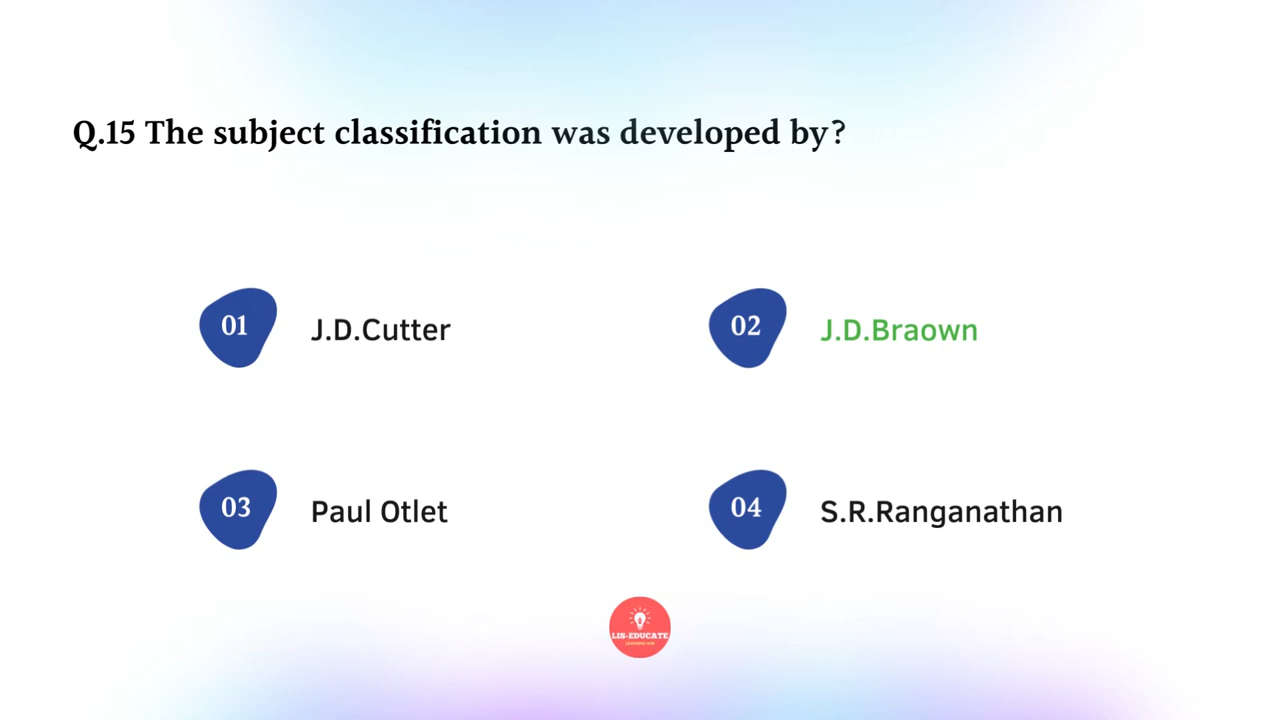 Q.15 The subject classification was developed by?
01 J.D.Cutter
02 J.D.Braown
03 Paul Otlet
04 S.R.Ranganathan
LIS-EDUCATE